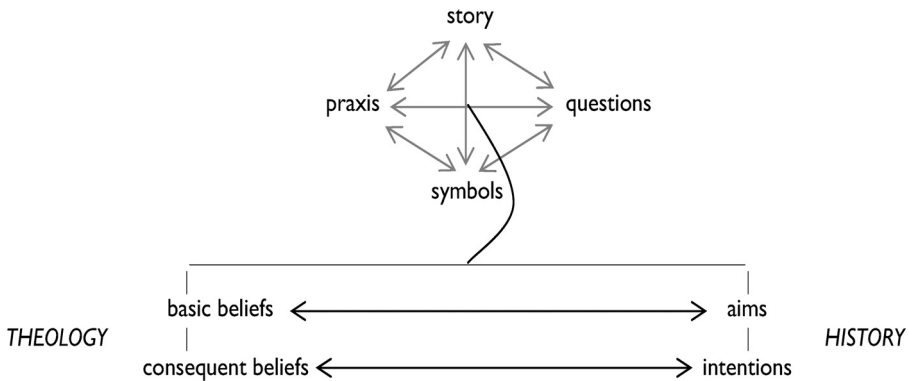 story
praxis
questions
symbols
basic beliefs
aims
THEOLOGY
HISTORY
consequent beliefs
intentions